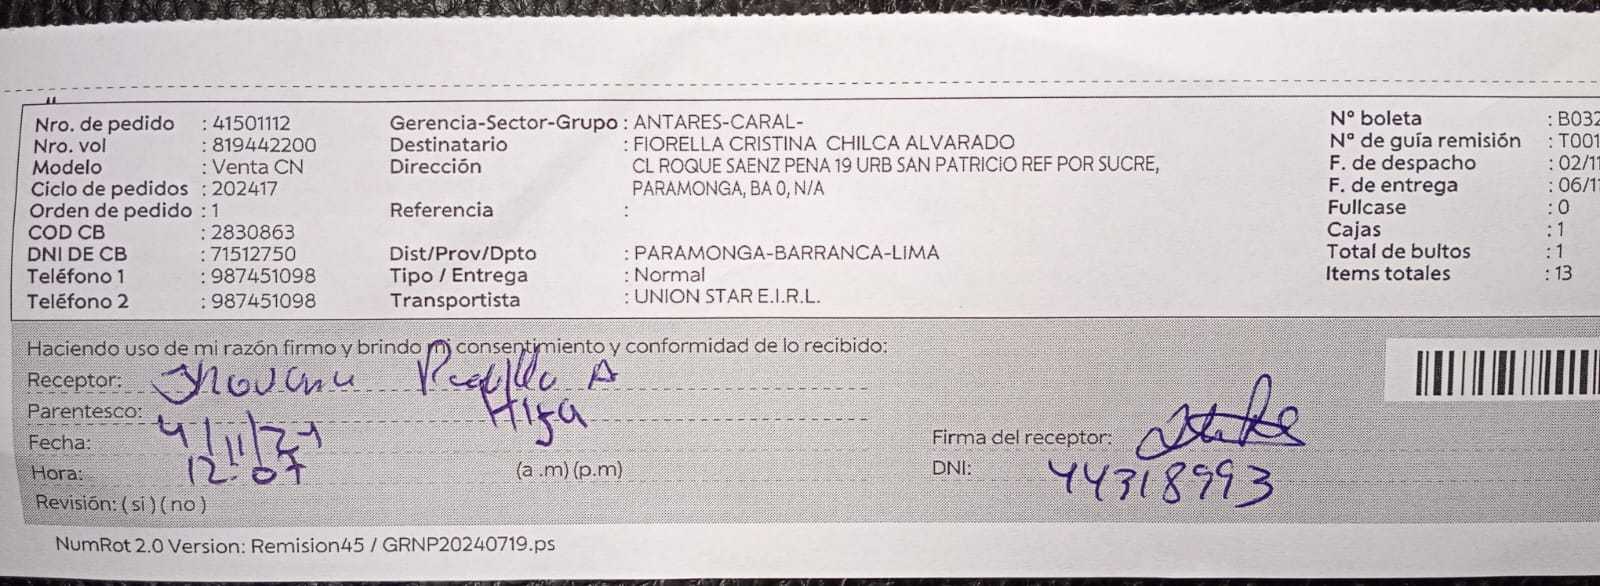 Nro. de pedido : 41501112 Gerencia-Sector-Grupo : ANTARES-CARAL- N° boleta : B032
Nro. vol : 819442200 Destinatario : FIORELLA CRISTINA CHILCA ALVARADO N° de guía remisión : T001
Modelo : Venta CN Dirección : CL ROQUE SAENZ PENA 19 URB SAN PATRICIO REF POR SUCRE, F. de despacho : 02/11
Ciclo de pedidos : 202417 PARAMONGA, BA 0, N/A F. de entrega : 06/11
Orden de pedido : 1 Referencia : Fullcase : 0
COD CB : 2830863 Cajas : 1
DNI DE CB : 71512750 Dist/Prov/Dpto : PARAMONGA-BARRANCA-LIMA Total de bultos : 1
Teléfono 1 : 987451098 Tipo / Entrega : Normal Items totales : 13
Teléfono 2 : 987451098 Transportista : UNION STAR E.I.R.L.
Haciendo uso de mi razón firmo y brindo mi consentimiento y conformidad de lo recibido:
Receptor: A
Parentesco: Hija
Fecha: 4/11/24 Firma del receptor:
Hora: 12:07 (a .m) (p.m) DNI: 44318993
Revisión: ( si ) ( no )
NumRot 2.0 Version: Remision45 / GRNP20240719.ps